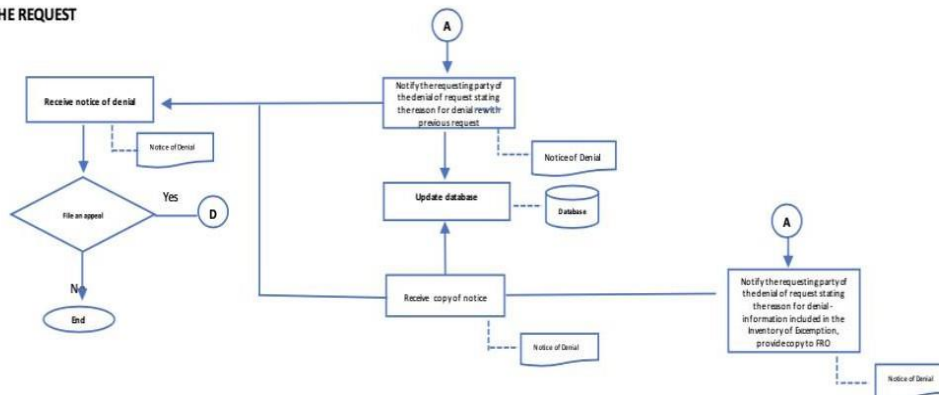 HE REQUEST
A
Receive notice of denial
Notify the requesting party of
the denial of request stating
the reason for denial rewith
previous request
Notice of Denial
Notice of Denial
File an appeal
Yes
D
Update database
Database
A
No
End
Receive copy of notice
Notify the requesting party of
the denial of request stating
the reason for denial -
information included in the
Inventory of Excemption,
provide copy to FRO
Notice of Denial
Notice of Denial